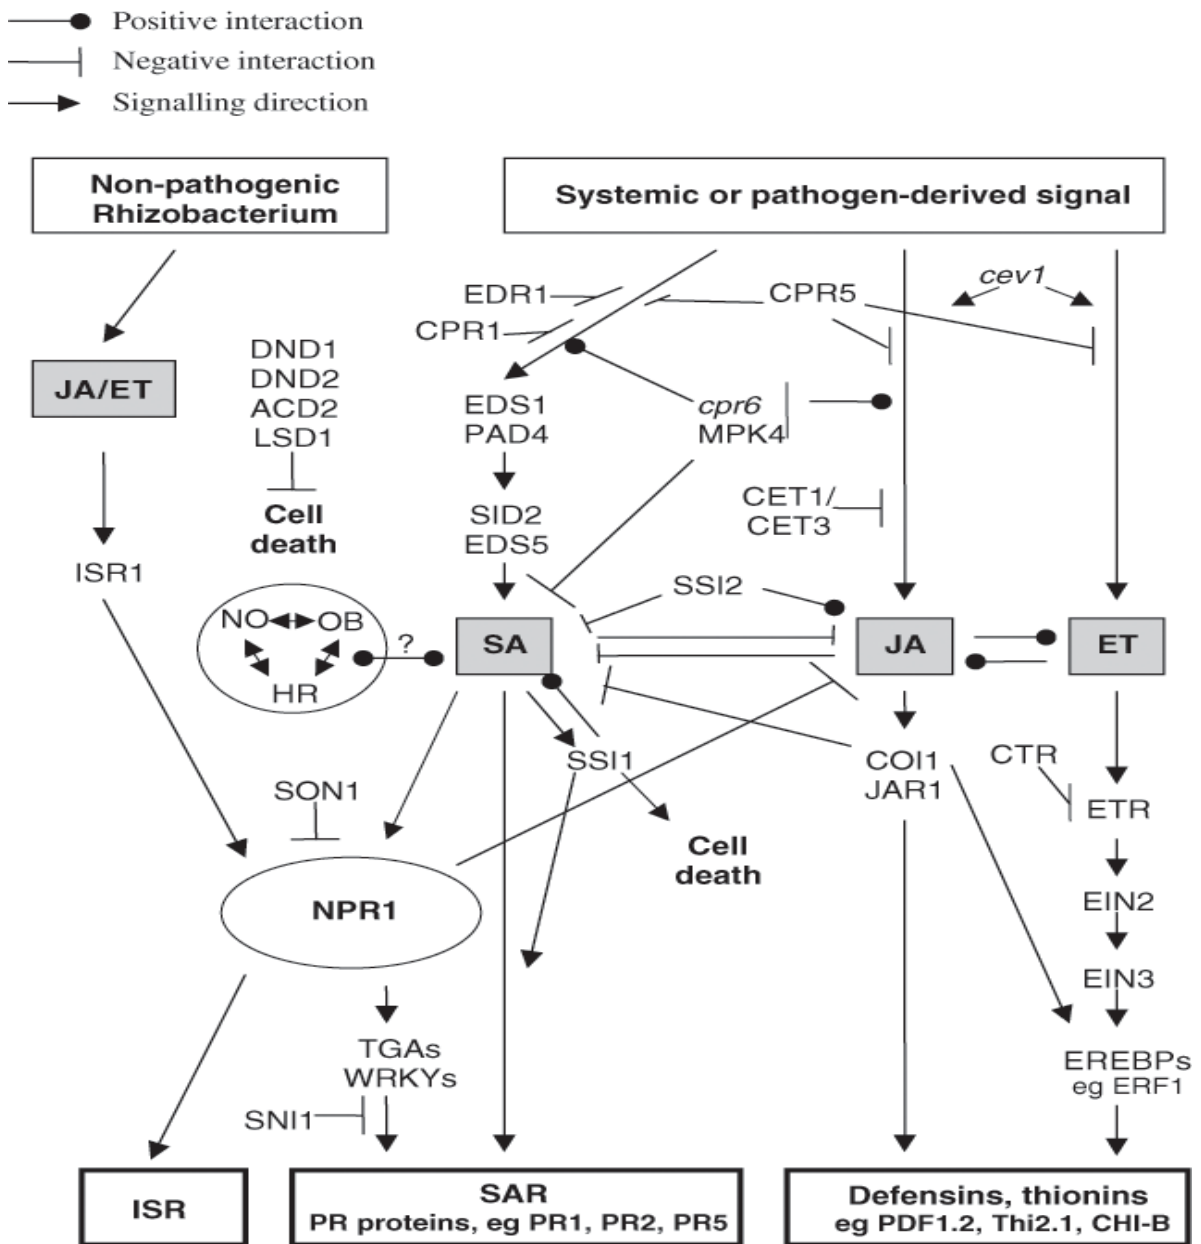 Positive interaction
Negative interaction
Signalling direction
Non-pathogenic
Rhizobacterium
Systemic or pathogen-derived signal
cev1
EDR1
CPR5
CPR1
DND1
DND2
ACD2
LSD1
JA/ET
EDS1
PAD4
cpr6
MPK4
CET1/
CET3
Cell
death
SID2
EDS5
ISR1
SSI2
NO
OB
HR
?
SA
JA
ET
SSI1
COI1
JAR1
CTR
ETR
SON1
Cell
death
NPR1
EIN2
EIN3
TGAs
WRKYs
EREBPs
eg ERF1
SNI1
ISR
SAR
PR proteins, eg PR1, PR2, PR5
Defensins, thionins
eg PDF1.2, Thi2.1, CHI-B